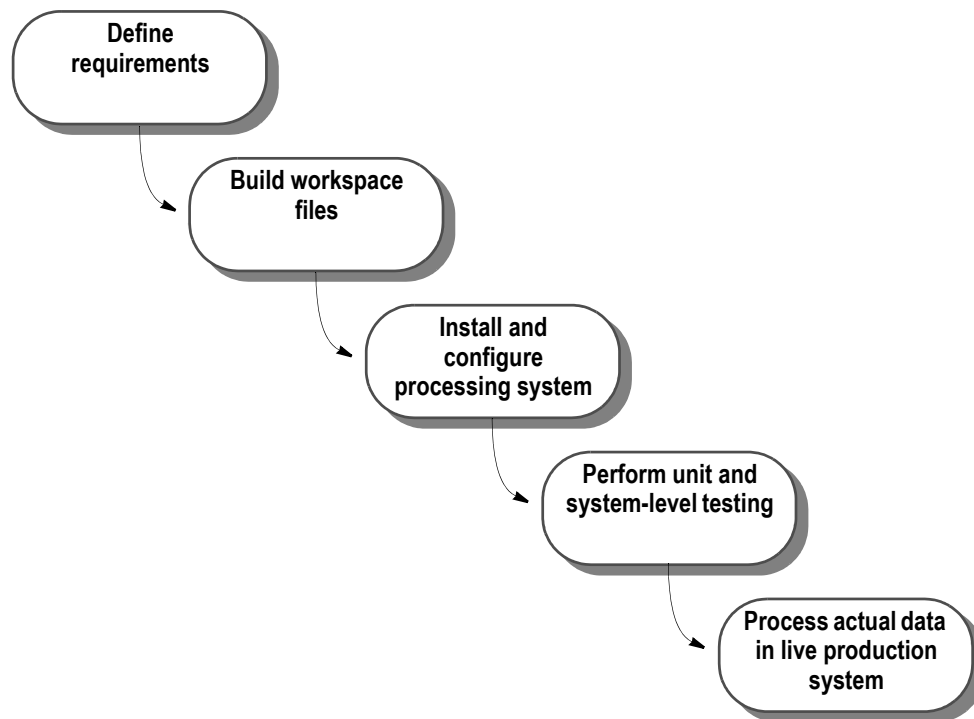 Define
requirements
Build workspace
files
Install and
configure
processing system
Perform unit and
system-level testing
Process actual data
in live production
system